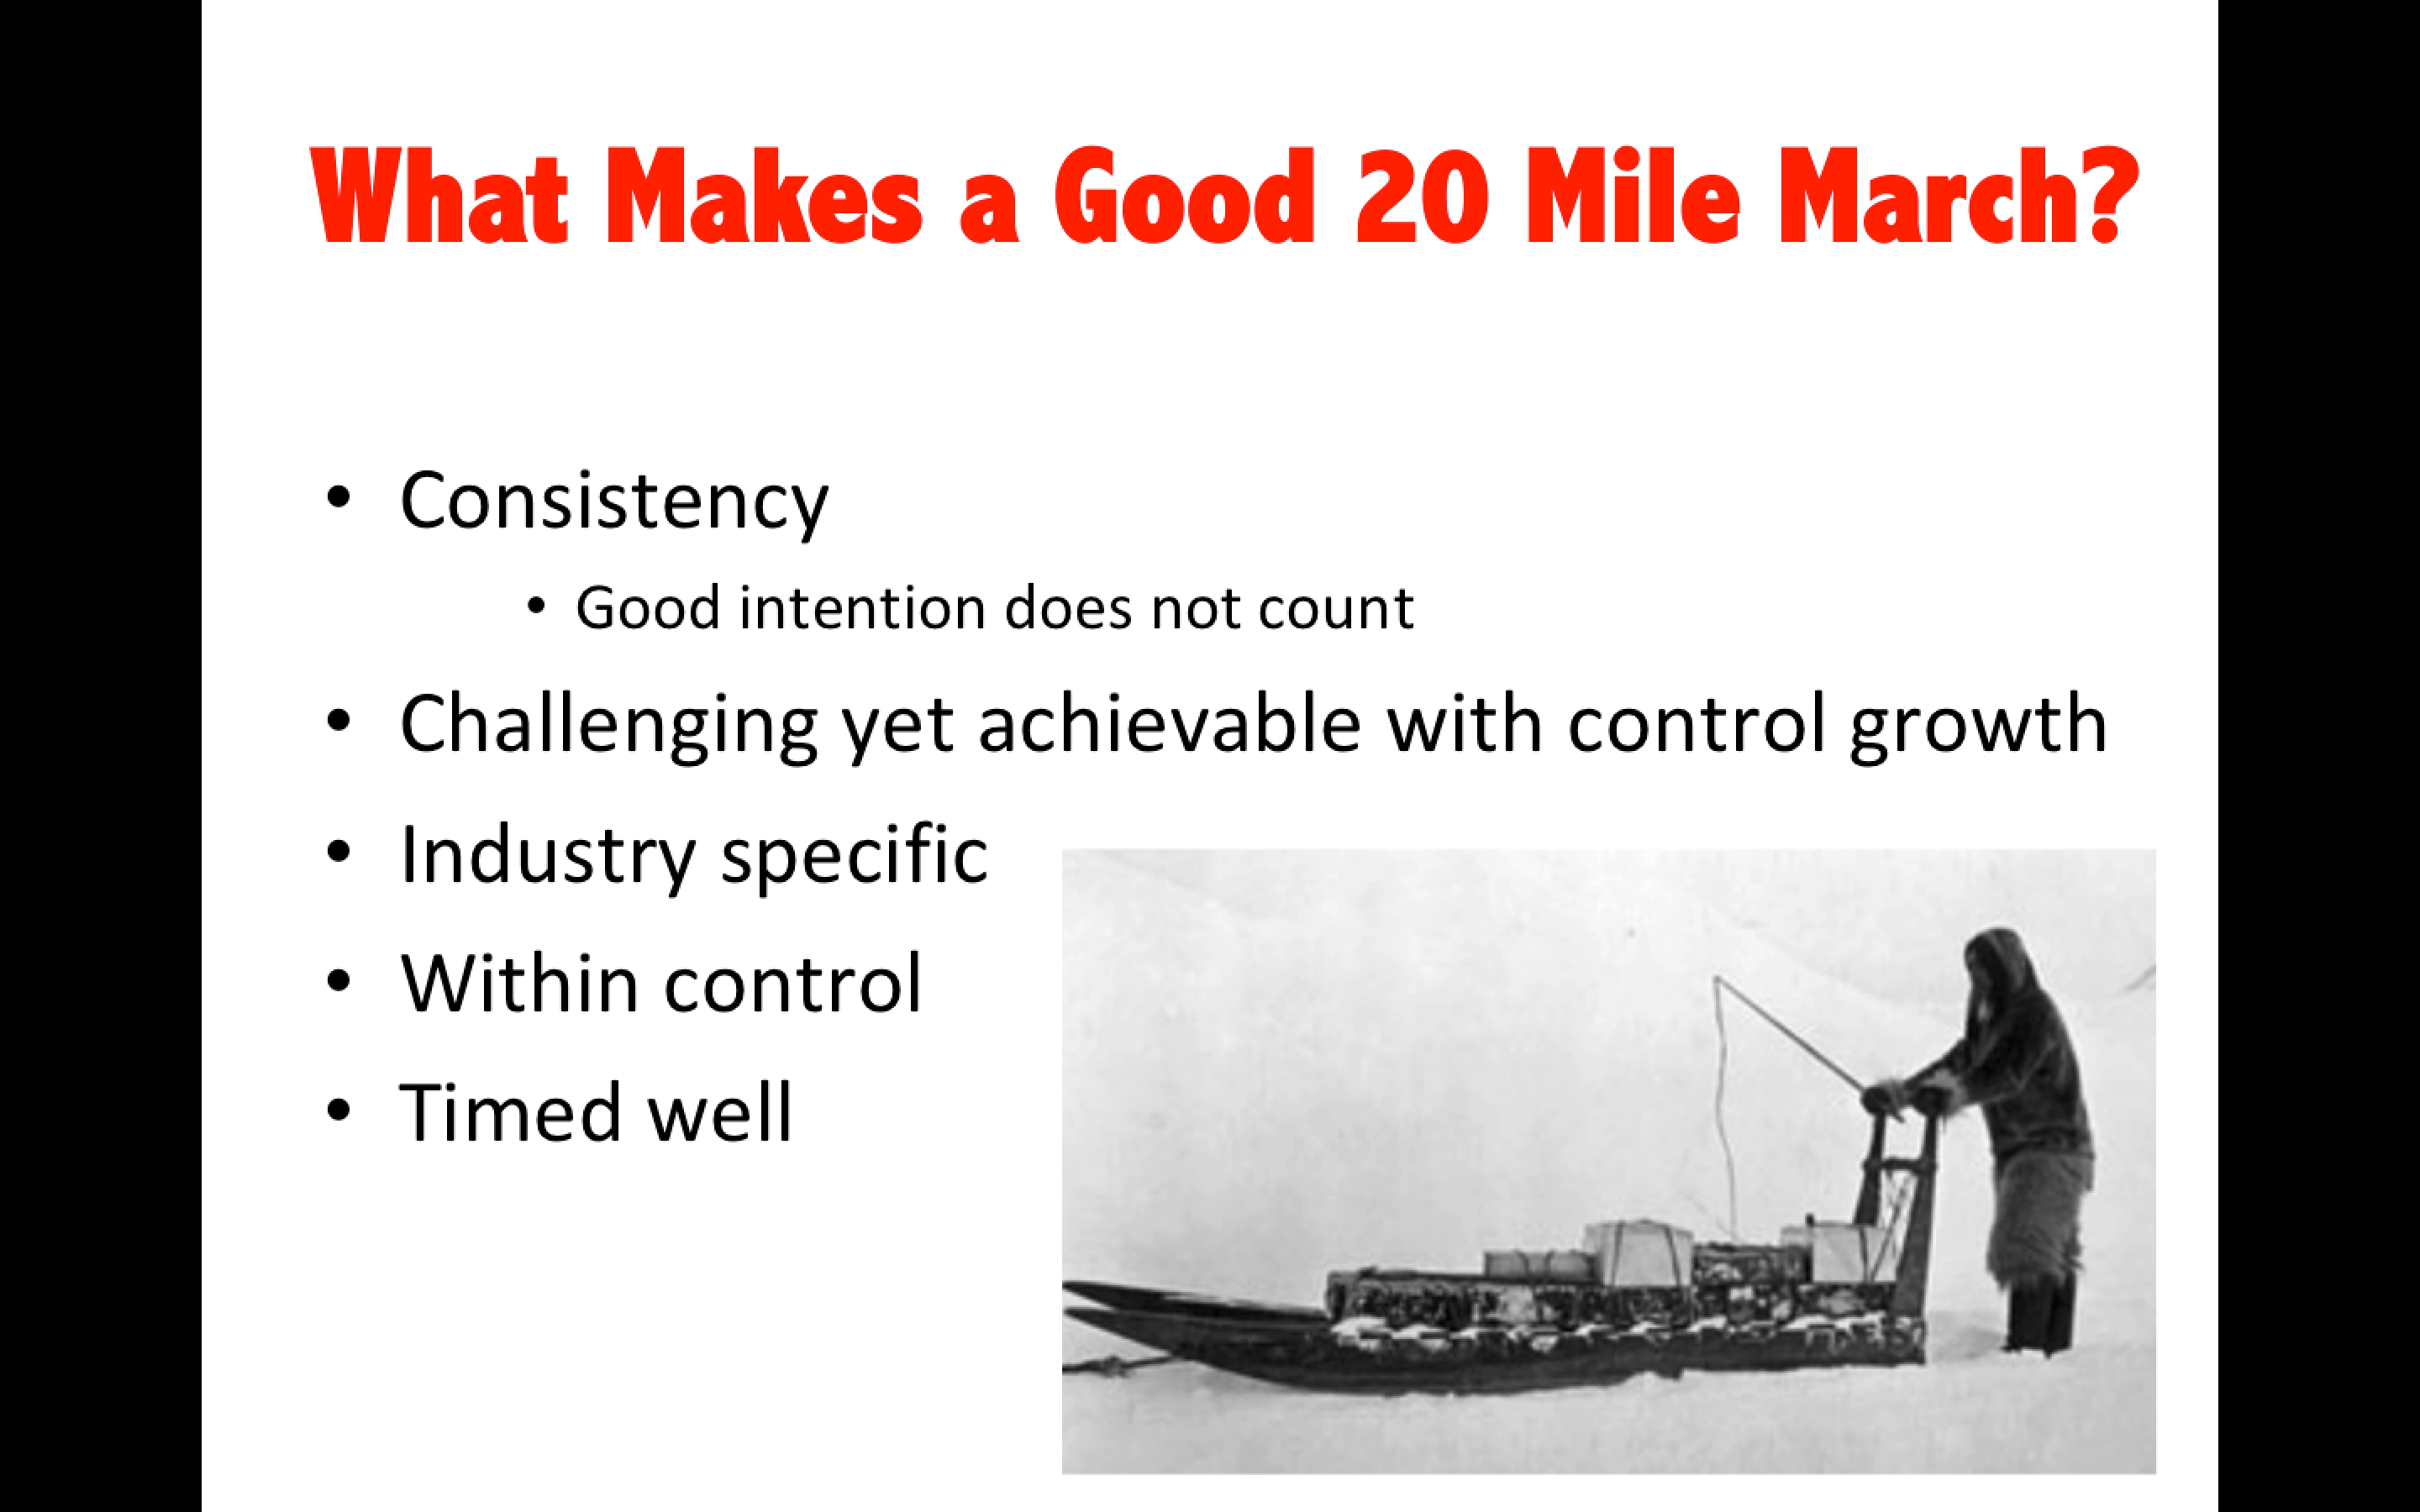 What Makes a Good 20 Mile March?
• Consistency
• Good intention does not count
• Challenging yet achievable with control growth
• Industry specific
• Within control
• Timed well